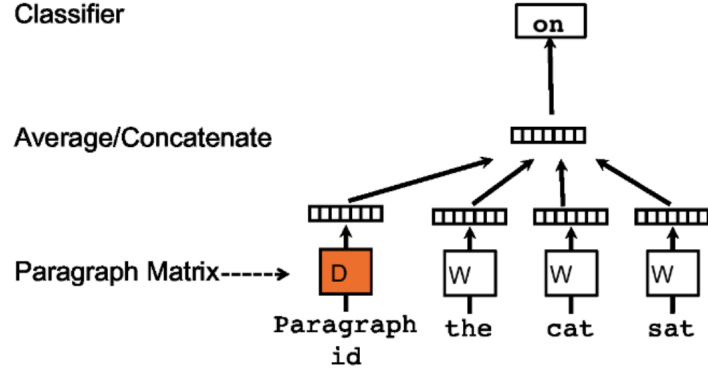 Classifier
on
Average/Concatenate
Paragraph Matrix
D
W
W
W
Paragraph
id
the
cat
sat